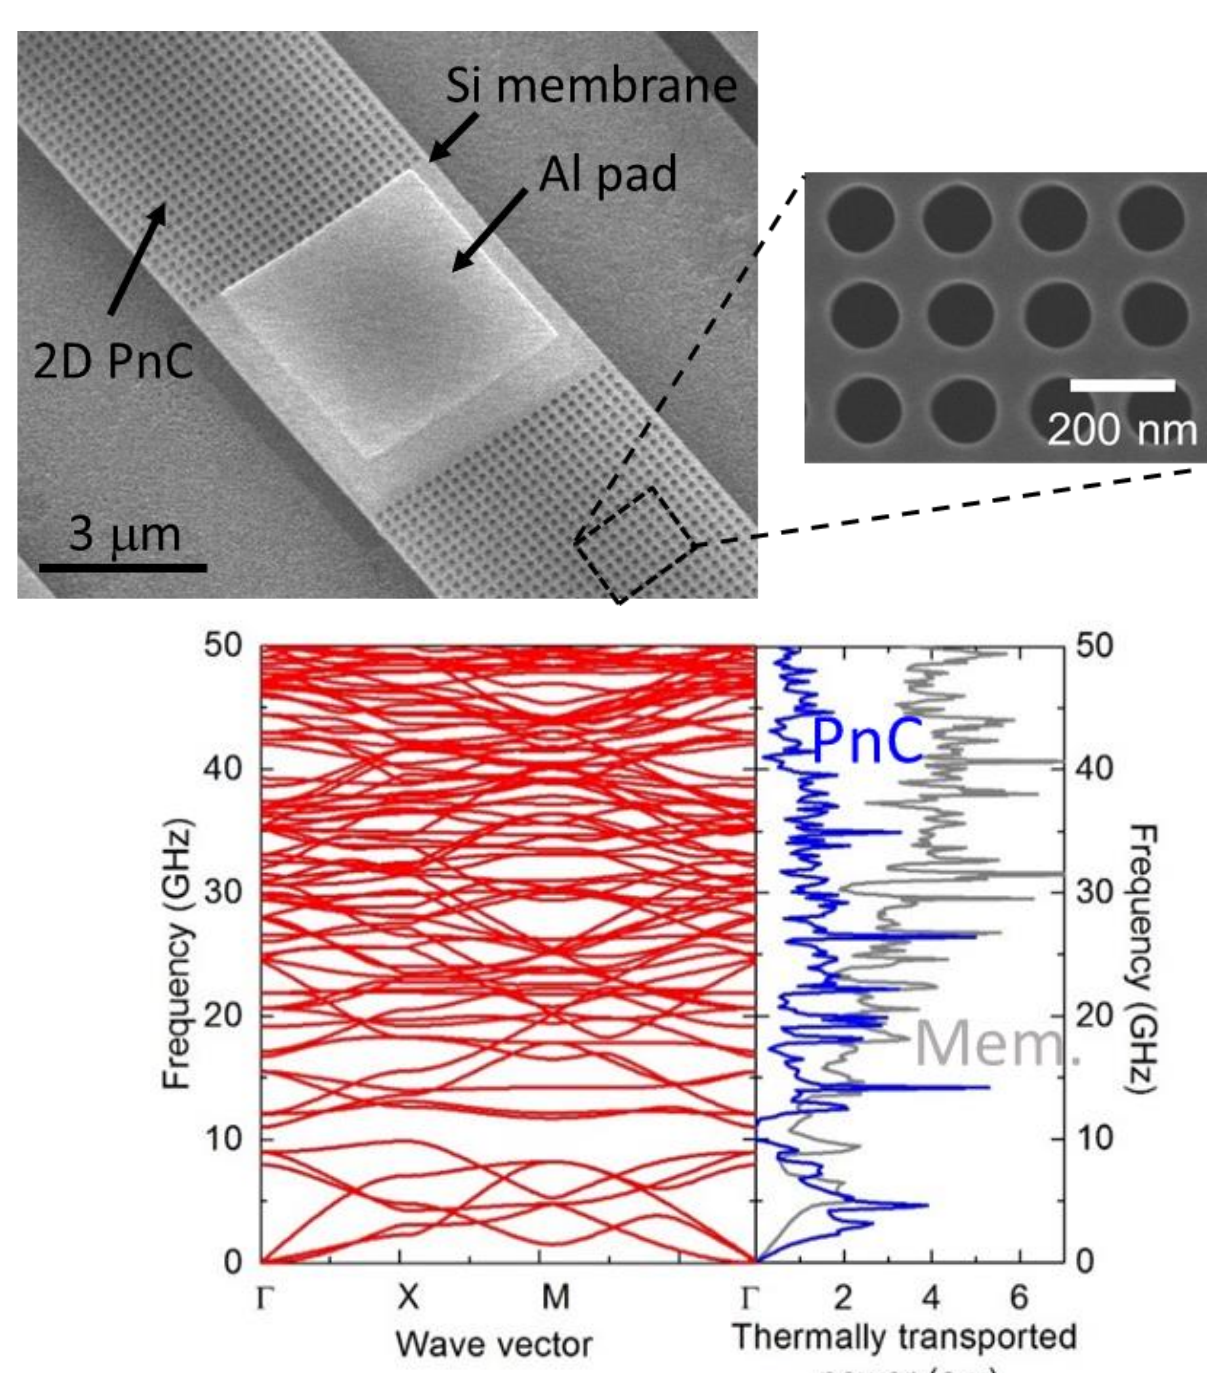 Si membrane
Al pad
2D PnC
3 μm
200 nm
50
40
30
20
10
0
Frequency (GHz)
Γ
X
M
Γ
Wave vector
PnC
Mem.
2
4
6
Thermally transported
50
40
30
20
10
0
Frequency (GHz)